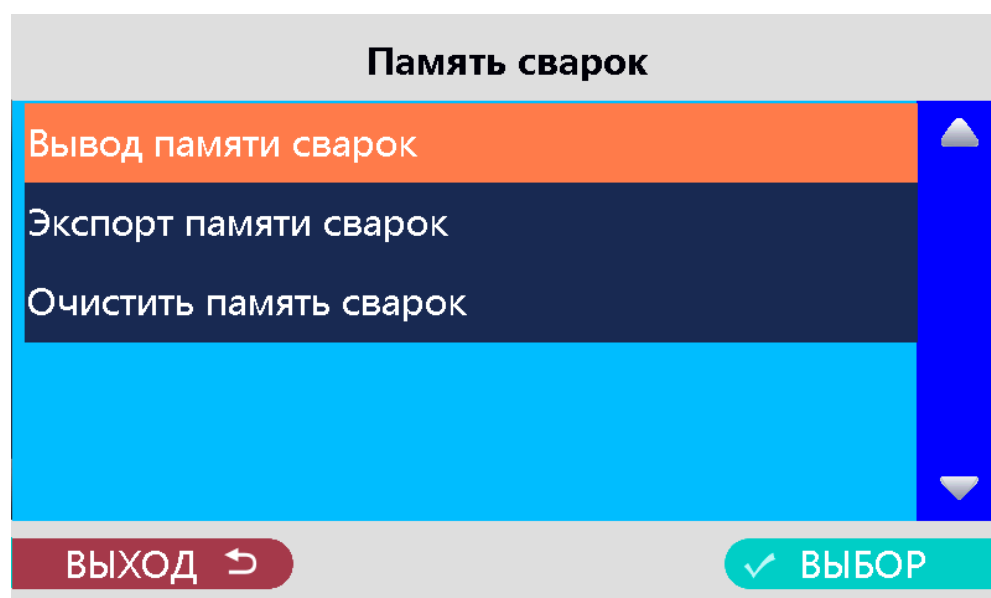 Память сварок
Вывод памяти сварок
Экспорт памяти сварок
Очистить память сварок
ВЫХОД
ВЫБОР